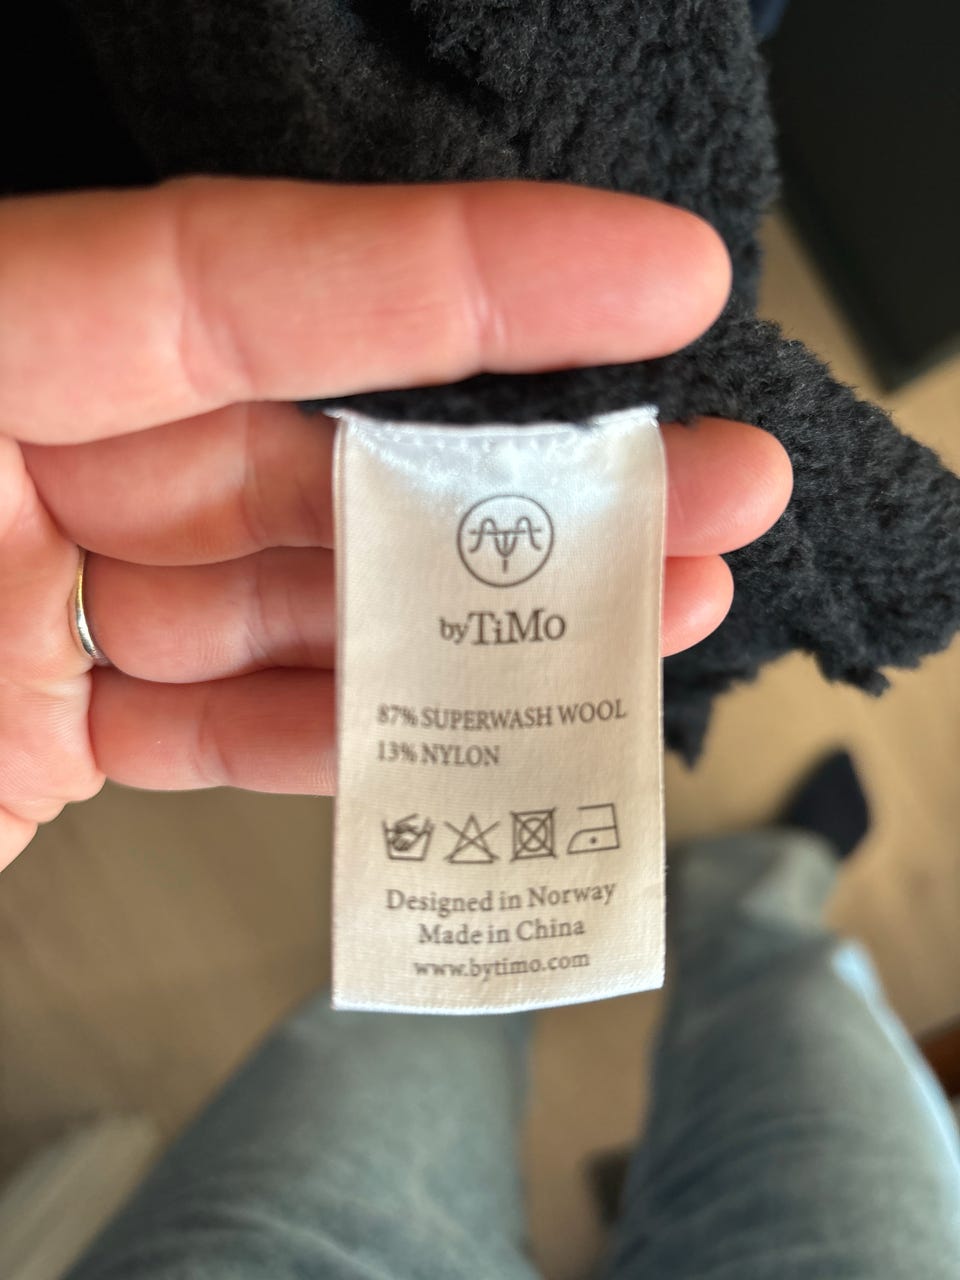 byTiMo
87% SUPERWASH WOOL
13% NYLON
Designed in Norway
Made in China
www.bytimo.com